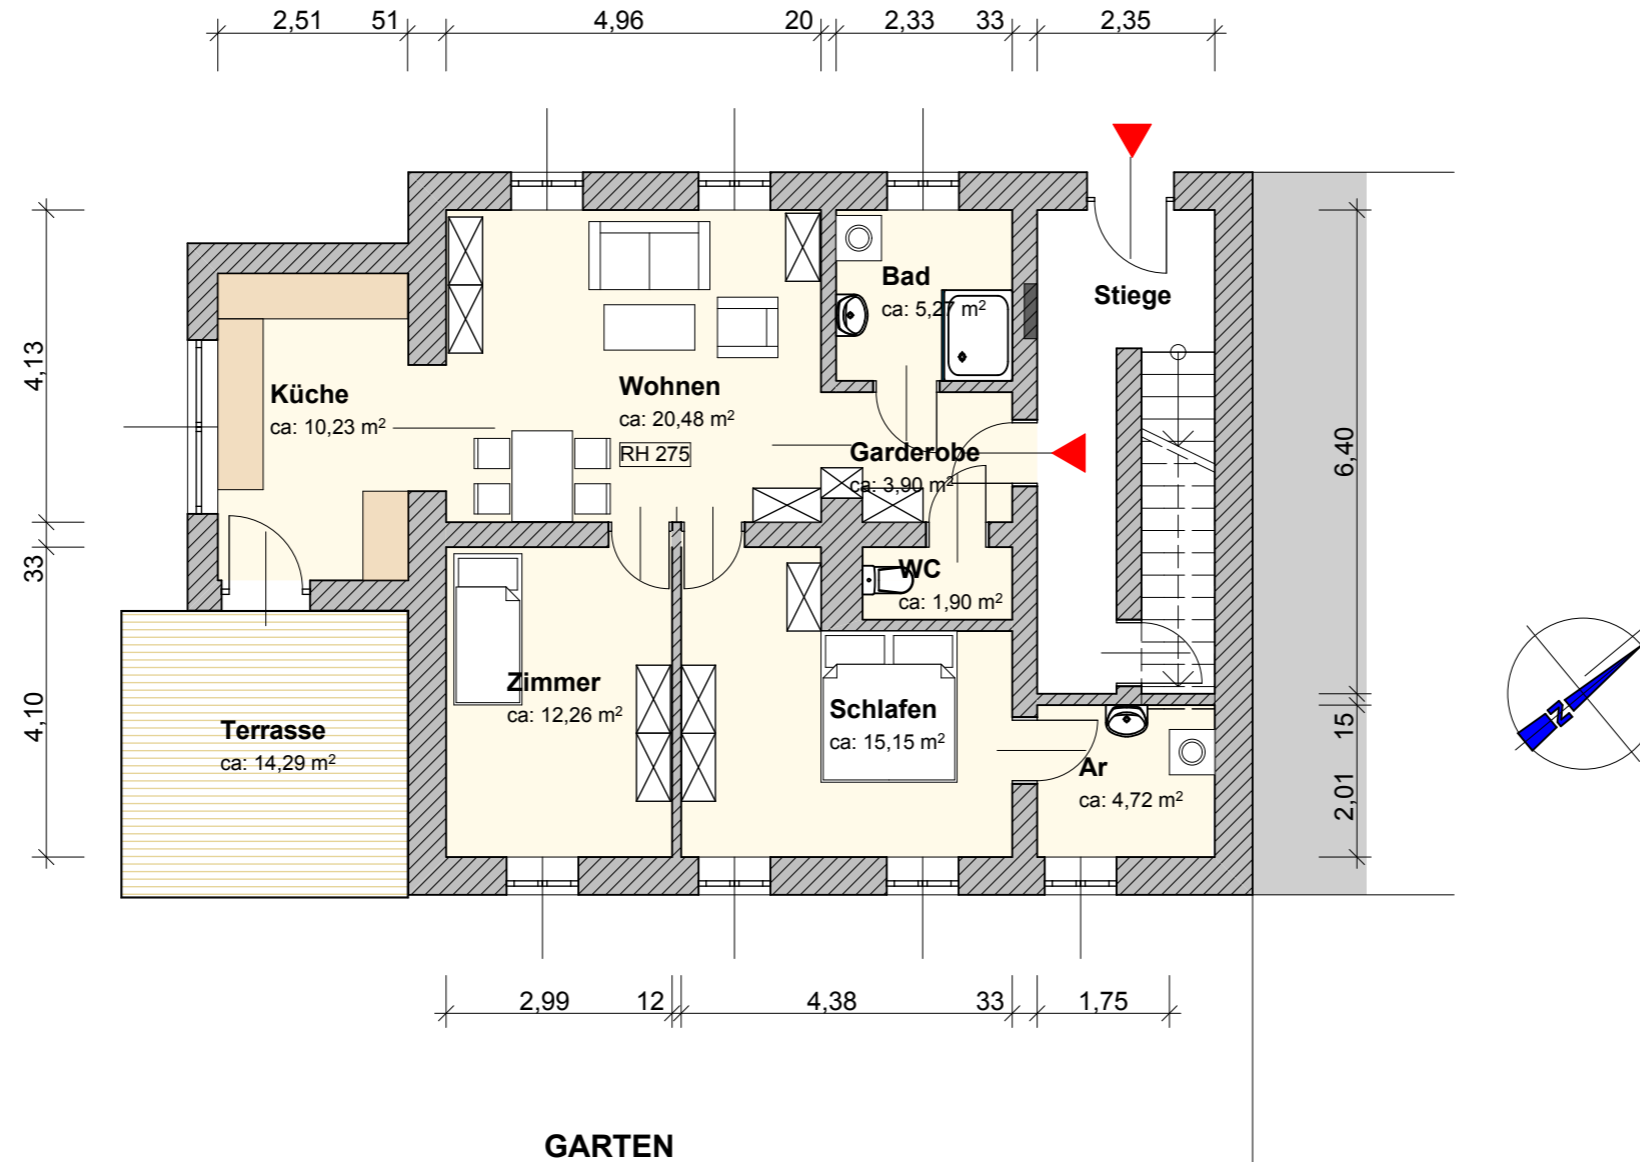 2,51 51 4,96 20 2,33 33 2,35
Bad
ca: 5,27 m²
Stiege
4,13
Küche
ca: 10,23 m²
Wohnen
ca: 20,48 m²
RH 275
Garderobe
ca: 3,90 m²
6,40
33
WC
ca: 1,90 m²
Zimmer
ca: 12,26 m²
Schlafen
ca: 15,15 m²
4,10
Terrasse
ca: 14,29 m²
15
N
Ar
ca: 4,72 m²
2,01
2,99 12 4,38 33 1,75
GARTEN